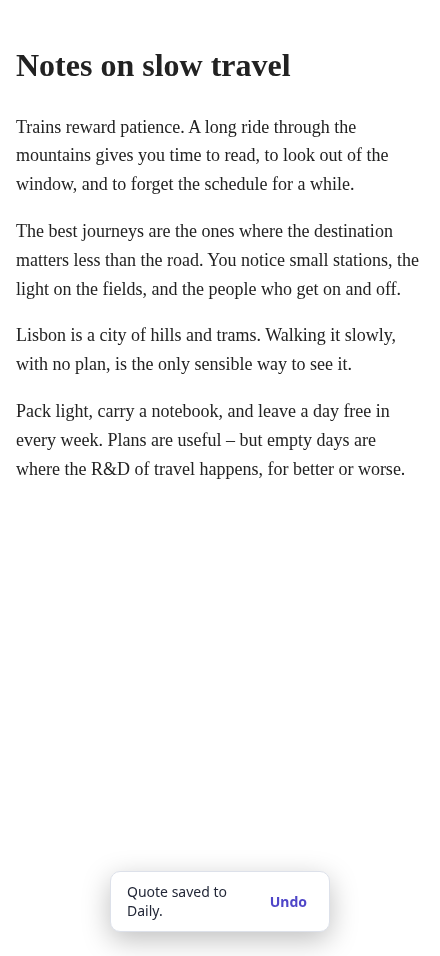 Notes on slow travel
Trains reward patience. A long ride through the
mountains gives you time to read, to look out of the
window, and to forget the schedule for a while.
The best journeys are the ones where the destination
matters less than the road. You notice small stations, the
light on the fields, and the people who get on and off.
Lisbon is a city of hills and trams. Walking it slowly,
with no plan, is the only sensible way to see it.
Pack light, carry a notebook, and leave a day free in
every week. Plans are useful – but empty days are
where the R&D of travel happens, for better or worse.
Quote saved to
Daily.
Undo